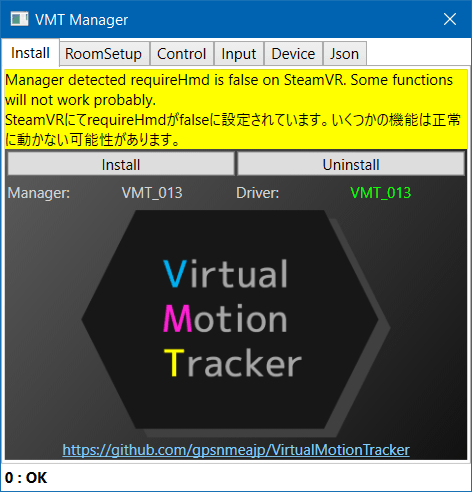 VMT Manager
Install RoomSetup Control Input Device Json
Manager detected requireHmd is false on SteamVR. Some functions
will not work probably.
SteamVRにてrequireHmdがfalseに設定されています。いくつかの機能は正常
に動かない可能性があります。
Install Uninstall
Manager: VMT_013 Driver: VMT_013
Virtual
Motion
Tracker
https://github.com/gpsnmeajp/VirtualMotionTracker
0 : OK